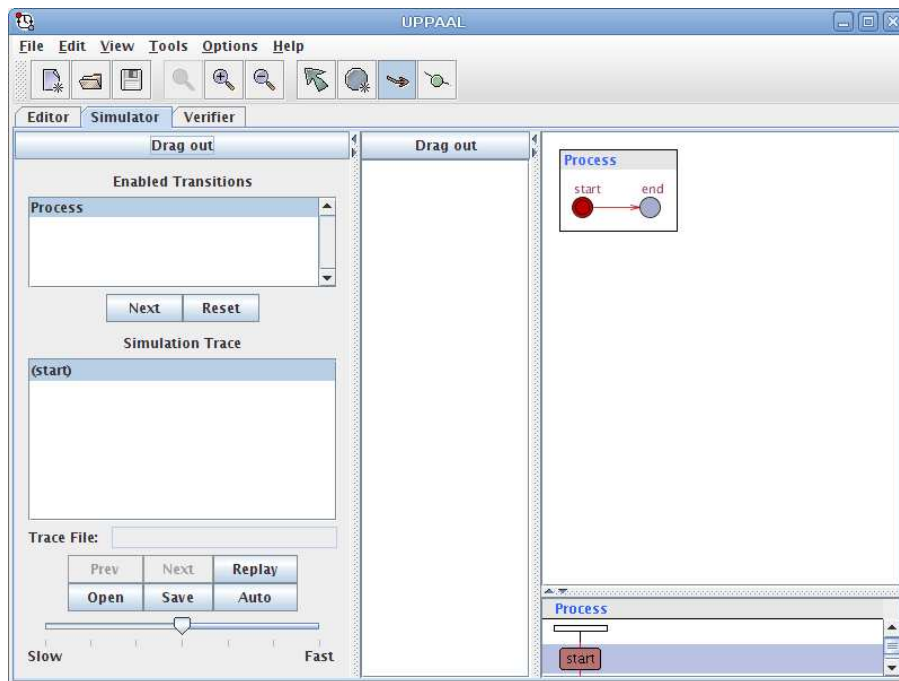 UPPAAL
File Edit View Tools Options Help
Editor Simulator Verifier
Drag out
Enabled Transitions
Process
Next Reset
Simulation Trace
(start)
Trace File:
Prev Next Replay
Open Save Auto
Slow Fast
Drag out
Process
start end
Process
start